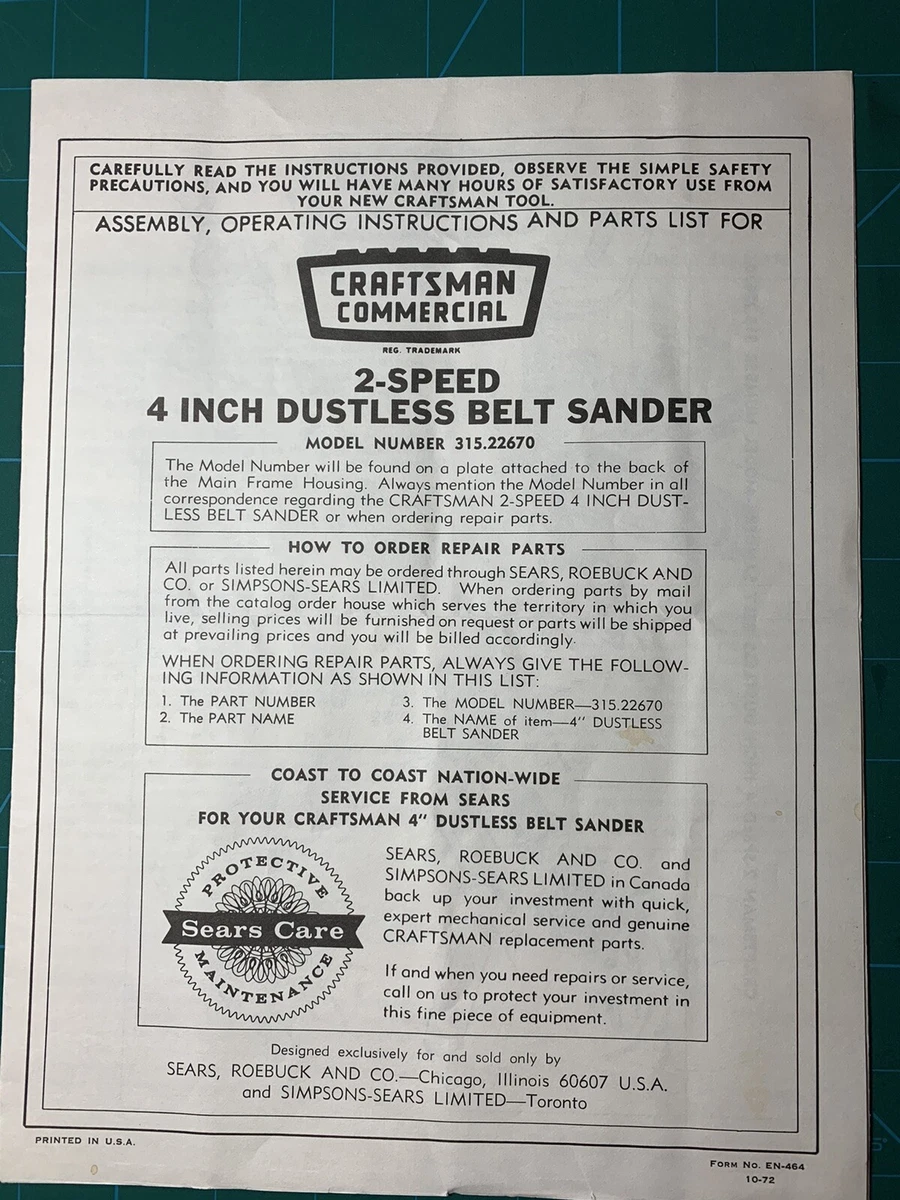 CAREFULLY READ THE INSTRUCTIONS PROVIDED, OBSERVE THE SIMPLE SAFETY
PRECAUTIONS, AND YOU WILL HAVE MANY HOURS OF SATISFACTORY USE FROM
YOUR NEW CRAFTSMAN TOOL.
ASSEMBLY, OPERATING INSTRUCTIONS AND PARTS LIST FOR
CRAFTSMAN
COMMERCIAL
REG. TRADEMARK
2-SPEED
4 INCH DUSTLESS BELT SANDER
MODEL NUMBER 315.22670
The Model Number will be found on a plate attached to the back of
the Main Frame Housing. Always mention the Model Number in all
correspondence regarding the CRAFTSMAN 2-SPEED 4 INCH DUST-
LESS BELT SANDER or when ordering repair parts.
HOW TO ORDER REPAIR PARTS
All parts listed herein may be ordered through SEARS, ROEBUCK AND
CO. or SIMPSONS-SEARS LIMITED. When ordering parts by mail
from the catalog order house which serves the territory in which you
live, selling prices will be furnished on request or parts will be shipped
at prevailing prices and you will be billed accordingly.
WHEN ORDERING REPAIR PARTS, ALWAYS GIVE THE FOLLOW-
ING INFORMATION AS SHOWN IN THIS LIST:
1. The PART NUMBER
2. The PART NAME
3. The MODEL NUMBER—315.22670
4. The NAME of item—4" DUSTLESS
BELT SANDER
COAST TO COAST NATION-WIDE
SERVICE FROM SEARS
FOR YOUR CRAFTSMAN 4" DUSTLESS BELT SANDER
PROTECTIVE
Sears Care
MAINTENANCE
SEARS, ROEBUCK AND CO. and
SIMPSONS-SEARS LIMITED in Canada
back up your investment with quick,
expert mechanical service and genuine
CRAFTSMAN replacement parts.
If and when you need repairs or service,
call on us to protect your investment in
this fine piece of equipment.
Designed exclusively for and sold only by
SEARS, ROEBUCK AND CO.—Chicago, Illinois 60607 U.S.A.
and SIMPSONS-SEARS LIMITED—Toronto
PRINTED IN U.S.A.
FORM NO. EN-464
10-72